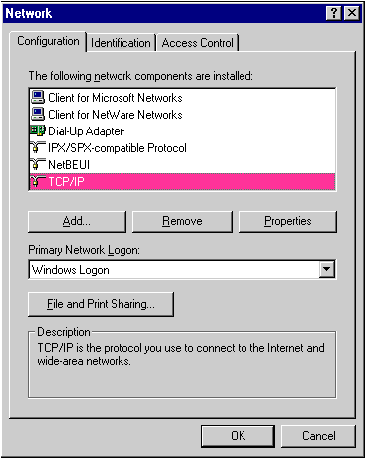 Network
Configuration Identification Access Control
The following network components are installed:
Client for Microsoft Networks
Client for NetWare Networks
Dial-Up Adapter
IPX/SPX-compatible Protocol
NetBEUI
TCP/IP
Add... Remove Properties
Primary Network Logon:
Windows Logon
File and Print Sharing...
Description
TCP/IP is the protocol you use to connect to the Internet and
wide-area networks.
OK Cancel